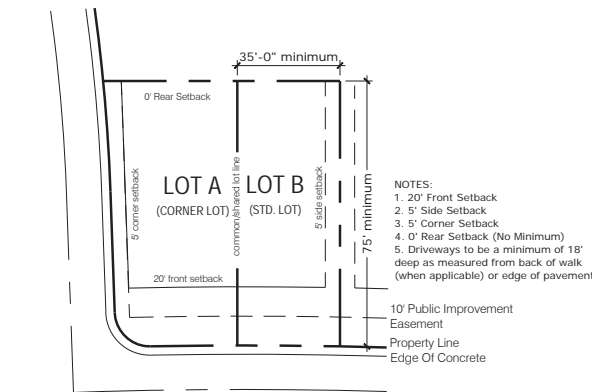 35'-0" minimum
0' Rear Setback
5' corner setback
LOT A
(CORNER LOT)
common/shared lot line
LOT B
(STD. LOT)
5' side setback
75' minimum
20' front setback
NOTES:
1. 20' Front Setback
2. 5' Side Setback
3. 5' Corner Setback
4. 0' Rear Setback (No Minimum)
5. Driveways to be a minimum of 18'
deep as measured from back of walk
(when applicable) or edge of pavement
10' Public Improvement
Easement
Property Line
Edge Of Concrete